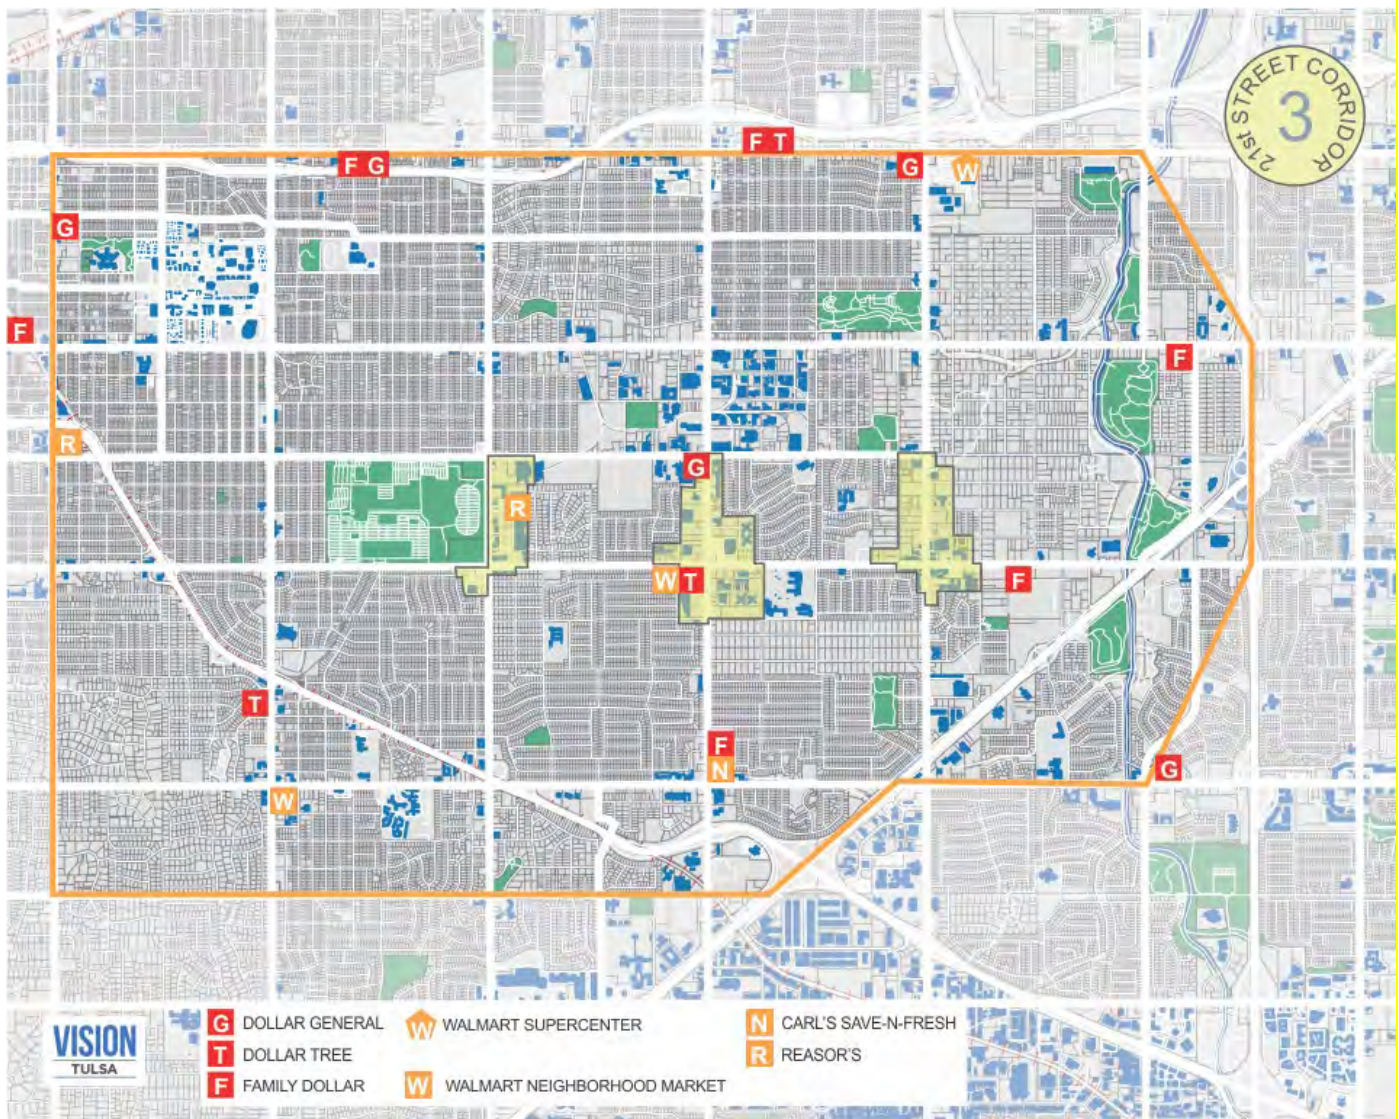 21st STREET CORRIDOR
3
F T
F G
G
W
G
F
F
R
G
R
W T
F
T
F
N
G
W
VISION
TULSA
G DOLLAR GENERAL
T DOLLAR TREE
F FAMILY DOLLAR
W WALMART SUPERCENTER
W WALMART NEIGHBORHOOD MARKET
N CARL'S SAVE-N-FRESH
R REASOR'S